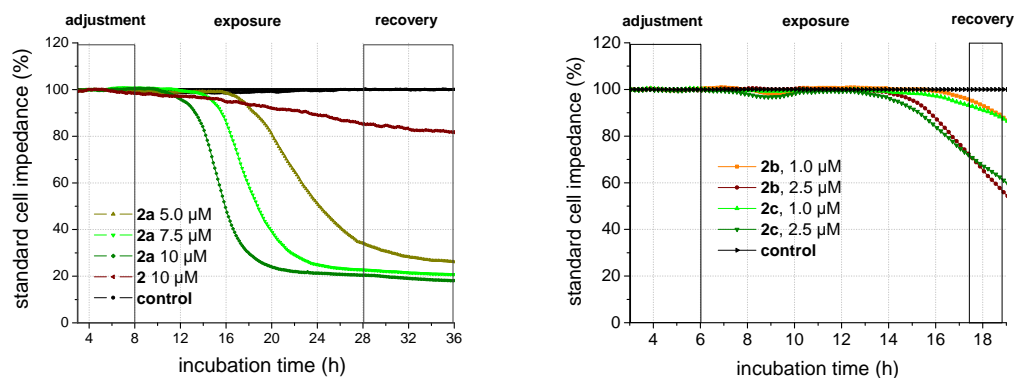 adjustment exposure recovery
120
100
80
60
40
20
0
standard cell impedance (%)
2a 5.0 µM
2a 7.5 µM
2a 10 µM
2 10 µM
control
4 8 12 16 20 24 28 32 36
incubation time (h)
adjustment exposure recovery
120
100
80
60
40
20
0
standard cell impedance (%)
2b, 1.0 µM
2b, 2.5 µM
2c, 1.0 µM
2c, 2.5 µM
control
4 6 8 10 12 14 16 18
incubation time (h)